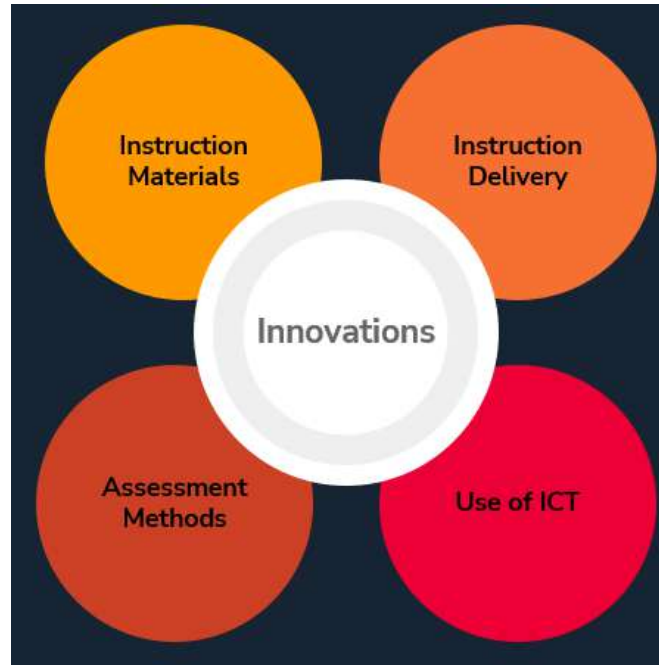 Instruction
Materials
Instruction
Delivery
Innovations
Assessment
Methods
Use of ICT